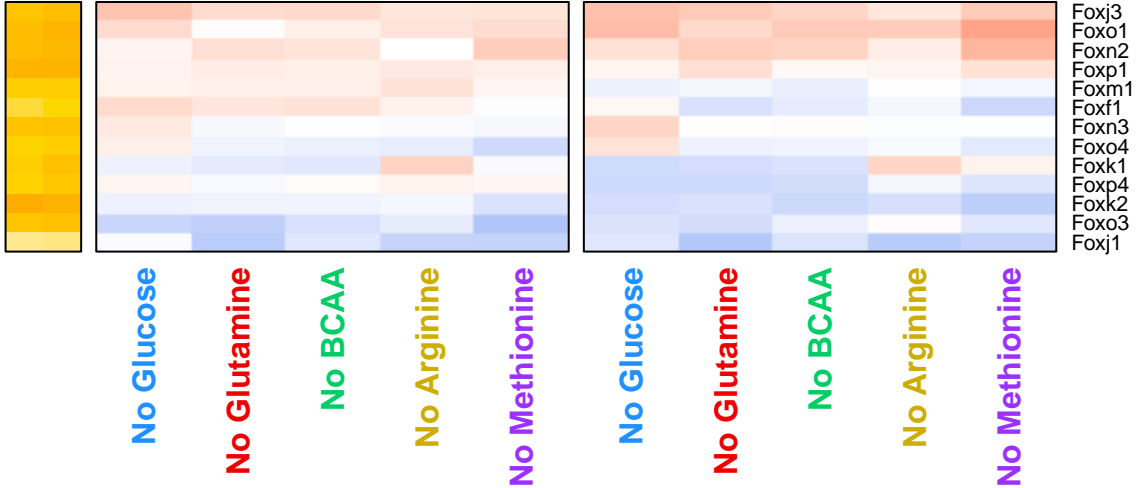 Foxj3
Foxo1
Foxn2
Foxp1
Foxm1
Foxf1
Foxn3
Foxo4
Foxk1
Foxp4
Foxk2
Foxo3
Foxj1
No Glucose
No Glutamine
No BCAA
No Arginine
No Methionine
No Glucose
No Glutamine
No BCAA
No Arginine
No Methionine